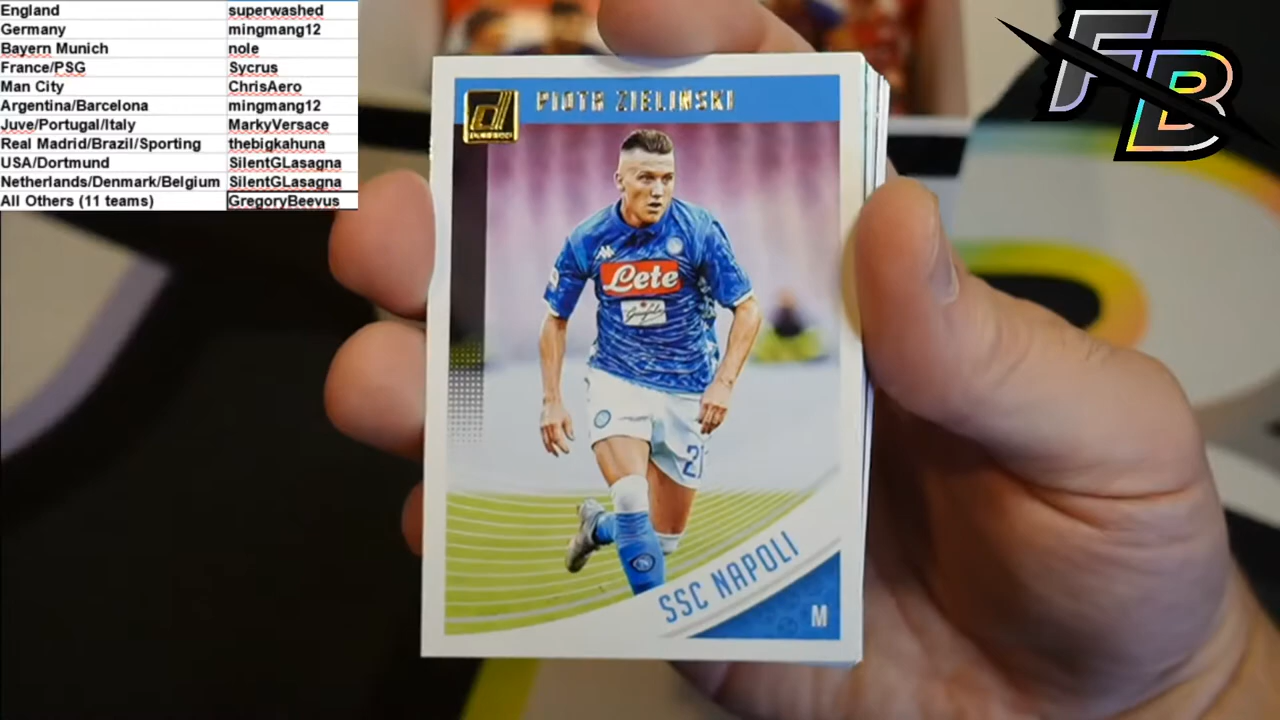 England superwashed
Germany mingmang12
Bayern Munich nole
France/PSG Sycrus
Man City ChrisAero
Argentina/Barcelona mingmang12
Juve/Portugal/Italy MarkyVersace
Real Madrid/Brazil/Sporting thebigkahuna
USA/Dortmund SilentGLasagna
Netherlands/Denmark/Belgium SilentGLasagna
All Others (11 teams) GregoryBeevus
FB
PIOTR ZIELINSKI
DONRUSS
Lete
SSC NAPOLI
M